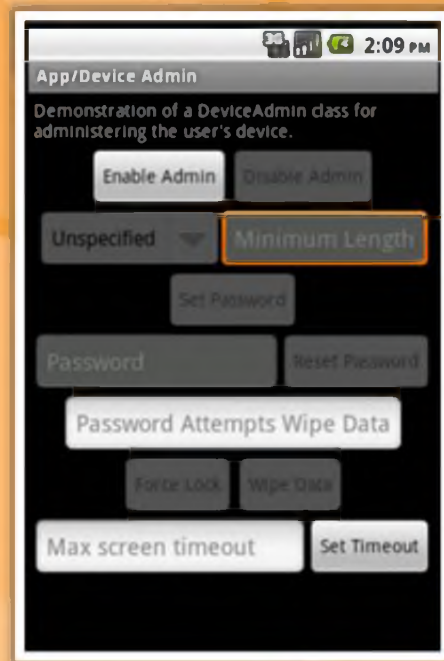 3G 2:09 PM
App/Device Admin
Demonstration of a DeviceAdmin class for
administering the user's device.
Enable Admin Disable Admin
Unspecified Minimum Length
Set Password
Password Reset Password
Password Attempts Wipe Data
Force Lock Wipe Data
Max screen timeout Set Timeout